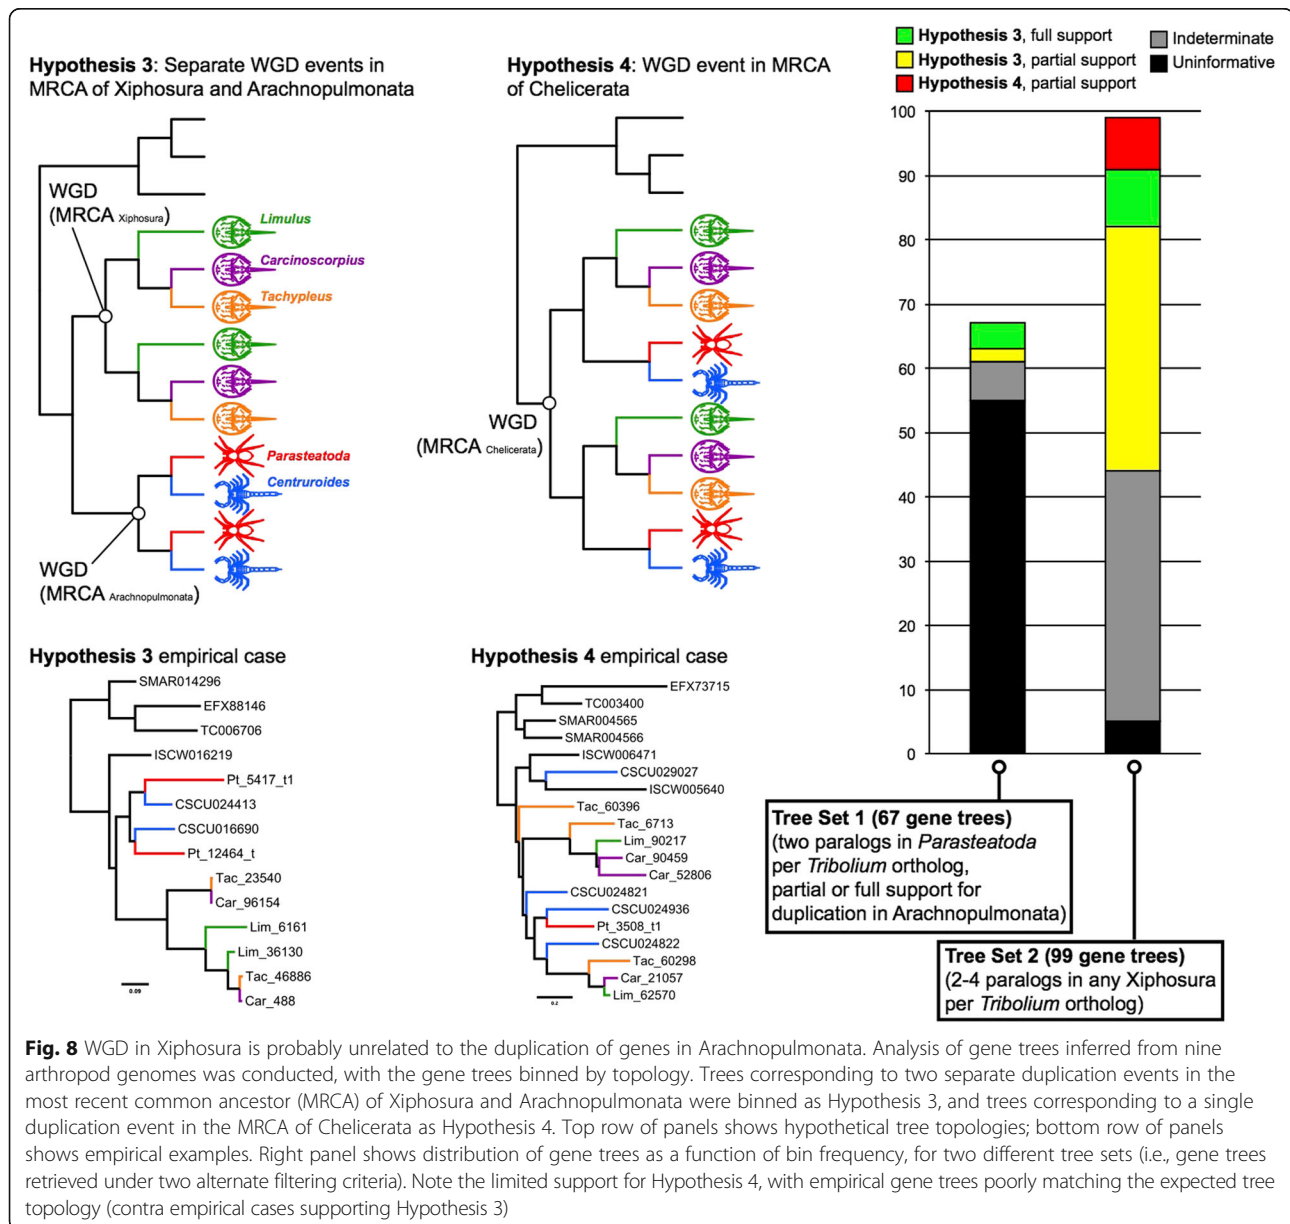 Hypothesis 3: Separate WGD events in
MRCA of Xiphosura and Arachnopulmonata
WGD
(MRCA Xiphosura)
Limulus
Carcinoscorpius
Tachypleus
Parasteatoda
Centruroides
WGD
(MRCA Arachnopulmonata)
Hypothesis 4: WGD event in MRCA
of Chelicerata
WGD
(MRCA Chelicerata)
Hypothesis 3, full support
Hypothesis 3, partial support
Hypothesis 4, partial support
Indeterminate
Uninformative
100
90
80
70
60
50
40
30
20
10
0
Hypothesis 3 empirical case
SMAR014296
EFX88146
TC006706
ISCW016219
Pt_5417_t1
CSCU024413
CSCU016690
Pt_12464_t
Tac_23540
Car_96154
Lim_6161
Lim_36130
Tac_46886
Car_488
0.09
Hypothesis 4 empirical case
EFX73715
TC003400
SMAR004565
SMAR004566
ISCW006471
CSCU029027
ISCW005640
Tac_60396
Tac_6713
Lim_90217
Car_90459
Car_52806
CSCU024821
CSCU024936
Pt_3508_t1
CSCU024822
Tac_60298
Car_21057
Lim_62570
0.2
Tree Set 1 (67 gene trees)
(two paralogs in Parasteatoda
per Tribolium ortholog,
partial or full support for
duplication in Arachnopulmonata)
Tree Set 2 (99 gene trees)
(2-4 paralogs in any Xiphosura
per Tribolium ortholog)
Fig. 8 WGD in Xiphosura is probably unrelated to the duplication of genes in Arachnopulmonata. Analysis of gene trees inferred from nine
arthropod genomes was conducted, with the gene trees binned by topology. Trees corresponding to two separate duplication events in the
most recent common ancestor (MRCA) of Xiphosura and Arachnopulmonata were binned as Hypothesis 3, and trees corresponding to a single
duplication event in the MRCA of Chelicerata as Hypothesis 4. Top row of panels shows hypothetical tree topologies; bottom row of panels
shows empirical examples. Right panel shows distribution of gene trees as a function of bin frequency, for two different tree sets (i.e., gene trees
retrieved under two alternate filtering criteria). Note the limited support for Hypothesis 4, with empirical gene trees poorly matching the expected tree
topology (contra empirical cases supporting Hypothesis 3)